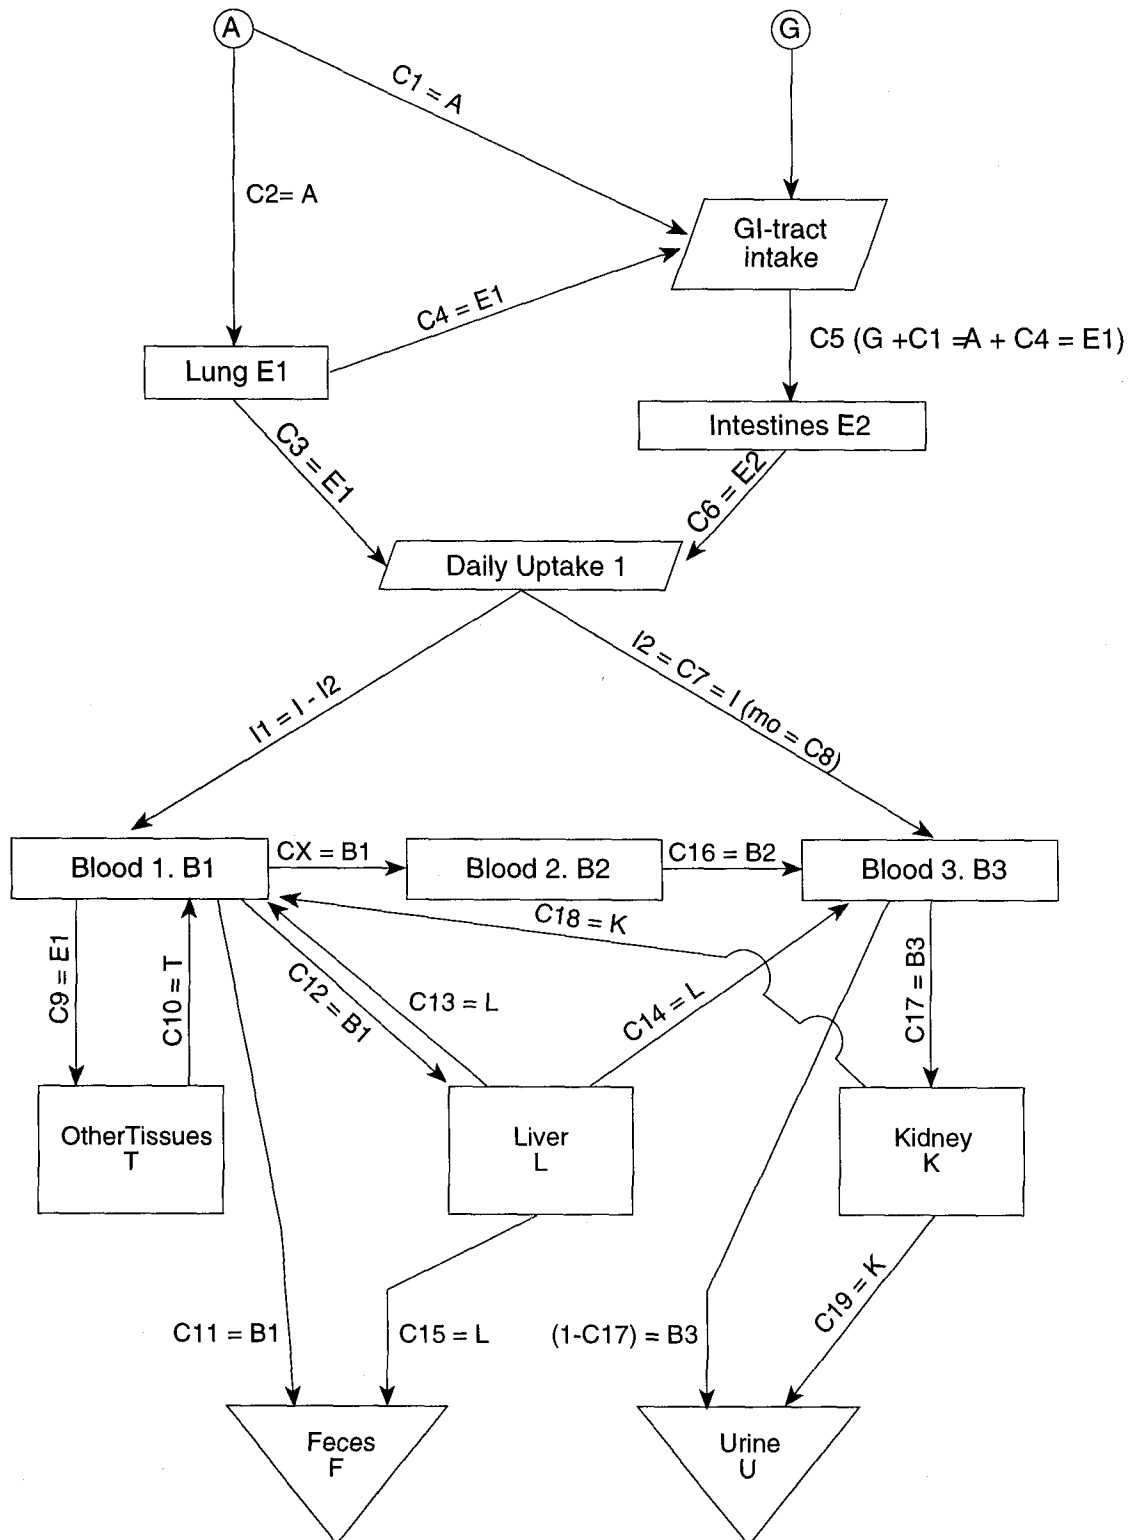 A
G
C1 = A
C2= A
GI-tract
intake
C4 = E1
C5 (G +C1 =A + C4 = E1)
Lung E1
Intestines E2
C3 = E1
C6 = E2
Daily Uptake 1
I1 = I - I2
I2 = C7 = I (mo = C8)
Blood 1. B1
CX = B1
Blood 2. B2
C16 = B2
Blood 3. B3
C9 = E1
C10 = T
C12 = B1
C13 = L
C18 = K
C14 = L
C17 = B3
OtherTissues
T
Liver
L
Kidney
K
C11 = B1
C15 = L
(1-C17) = B3
C19 = K
Feces
F
Urine
U